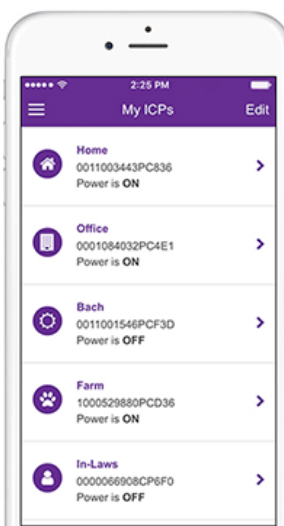 2:25 PM
My ICPs Edit
Home
0011003443PC836
Power is ON
Office
0001084032PC4E1
Power is ON
Bach
0011001546PCF3D
Power is OFF
Farm
1000529880PCD36
Power is ON
In-Laws
0000066908CP6F0
Power is OFF